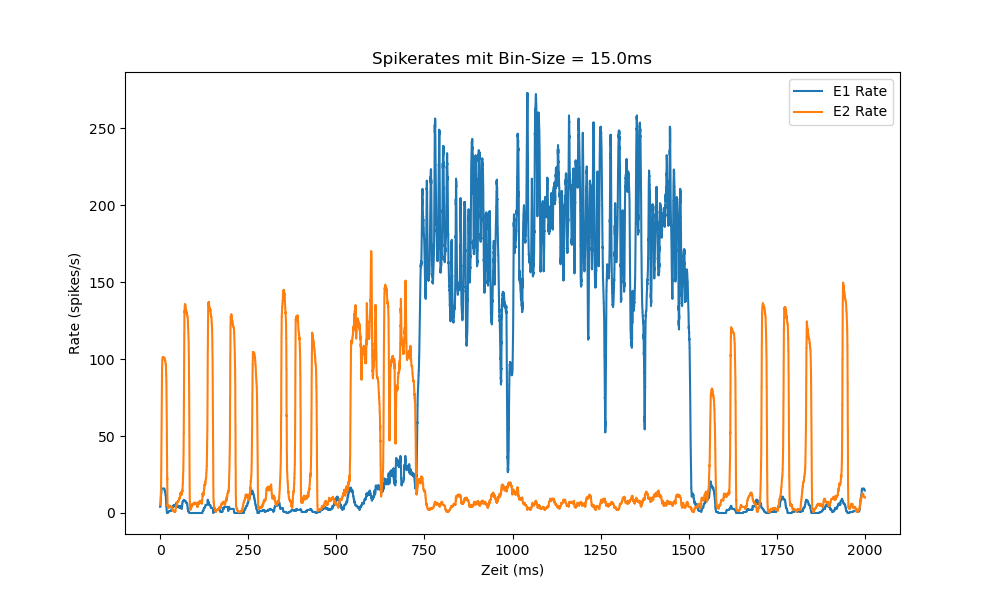 Spikerates mit Bin-Size = 15.0ms
E1 Rate
E2 Rate
Rate (spikes/s)
250
200
150
100
50
0
0 250 500 750 1000 1250 1500 1750 2000
Zeit (ms)